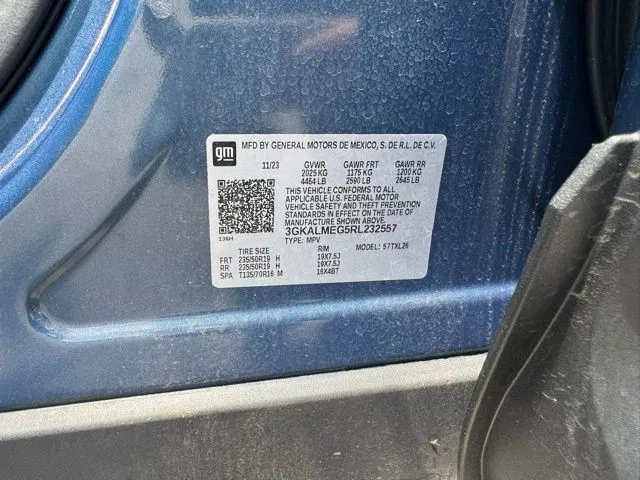 gm MFD BY GENERAL MOTORS DE MEXICO, S. DE R.L. DE C.V.
11/23 GVWR GAWR FRT GAWR RR
2025 KG 1175 KG 1200 KG
4464 LB 2590 LB 2645 LB
THIS VEHICLE CONFORMS TO ALL
APPLICABLE U.S. FEDERAL MOTOR
VEHICLE SAFETY AND THEFT
PREVENTION STANDARDS IN EFFECT
ON THE DATE OF MANUFACTURE
SHOWN ABOVE.
3GKALMEG5RL232557
136H TYPE: MPV MODEL: 57TXL26
TIRE SIZE RIM
FRT 235/50R19 H 19X7.5J
RR 235/50R19 H 19X7.5J
SPA T135/70R16 M 16X4BT